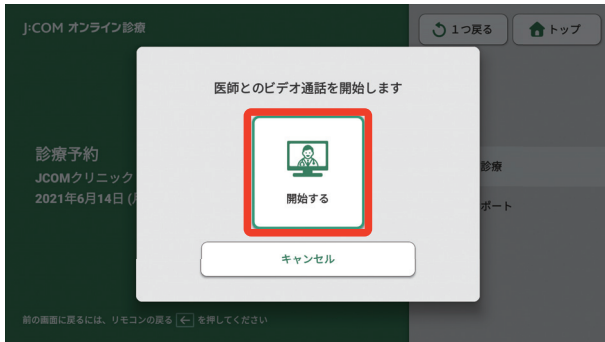 J:COM オンライン診療
1つ戻る
トップ
医師とのビデオ通話を開始します
診療予約
JCOMクリニック
2021年6月14日 (
診療
ポート
開始する
キャンセル
前の画面に戻るには、リモコンの戻る ← を押してください